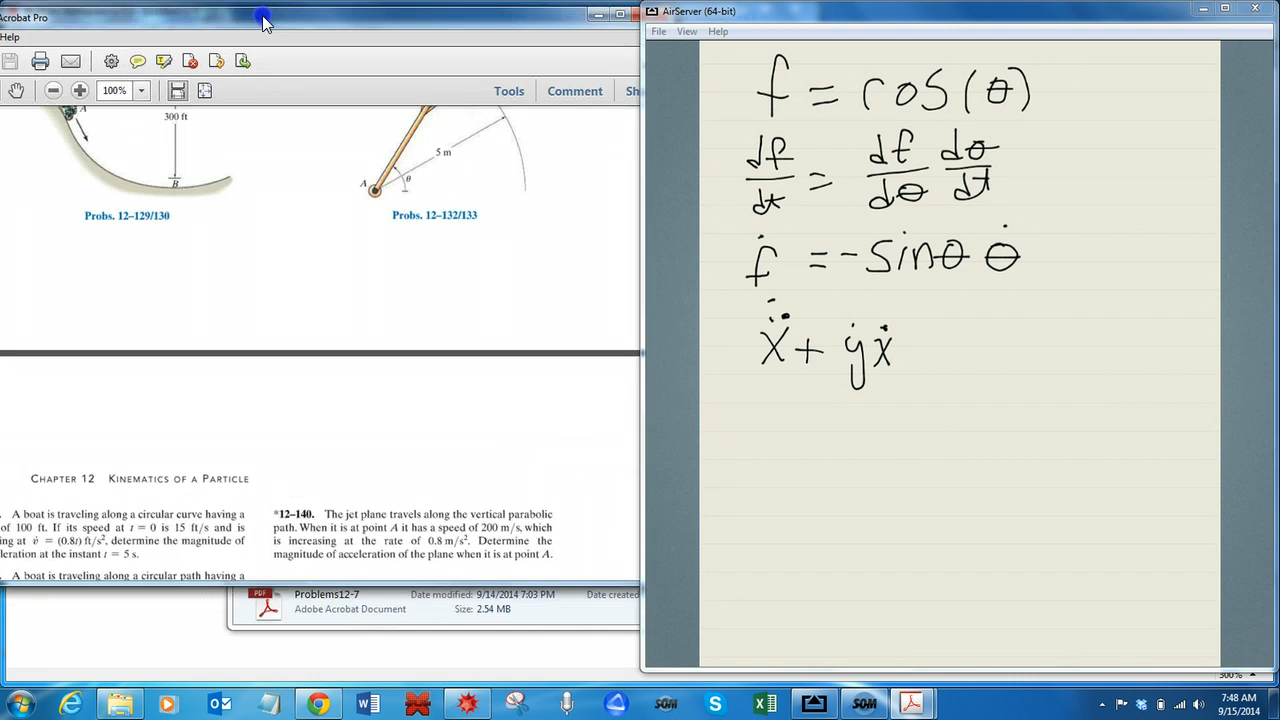 Acrobat Pro
Help
100%
Tools
Comment
Sh
A
300 ft
B
Probs. 12–129/130
5 m
A
θ
Probs. 12–132/133
CHAPTER 12 KINEMATICS OF A PARTICLE
A boat is traveling along a circular curve having a
of 100 ft. If its speed at t = 0 is 15 ft/s and is
ing at v̇ = (0.8t) ft/s², determine the magnitude of
leration at the instant t = 5 s.
A boat is traveling along a circular path having a
*12–140. The jet plane travels along the vertical parabolic
path. When it is at point A it has a speed of 200 m/s, which
is increasing at the rate of 0.8 m/s². Determine the
magnitude of acceleration of the plane when it is at point A.
PDF
Problems12-7
Adobe Acrobat Document
Date modified: 9/14/2014 7:03 PM
Size: 2.54 MB
Date created
AirServer (64-bit)
File View Help
f = cos(θ)
df/dt = df/dθ dθ/dt
ḟ = -sinθ θ̇
ẍ + ẏẋ
300%
7:48 AM
9/15/2014